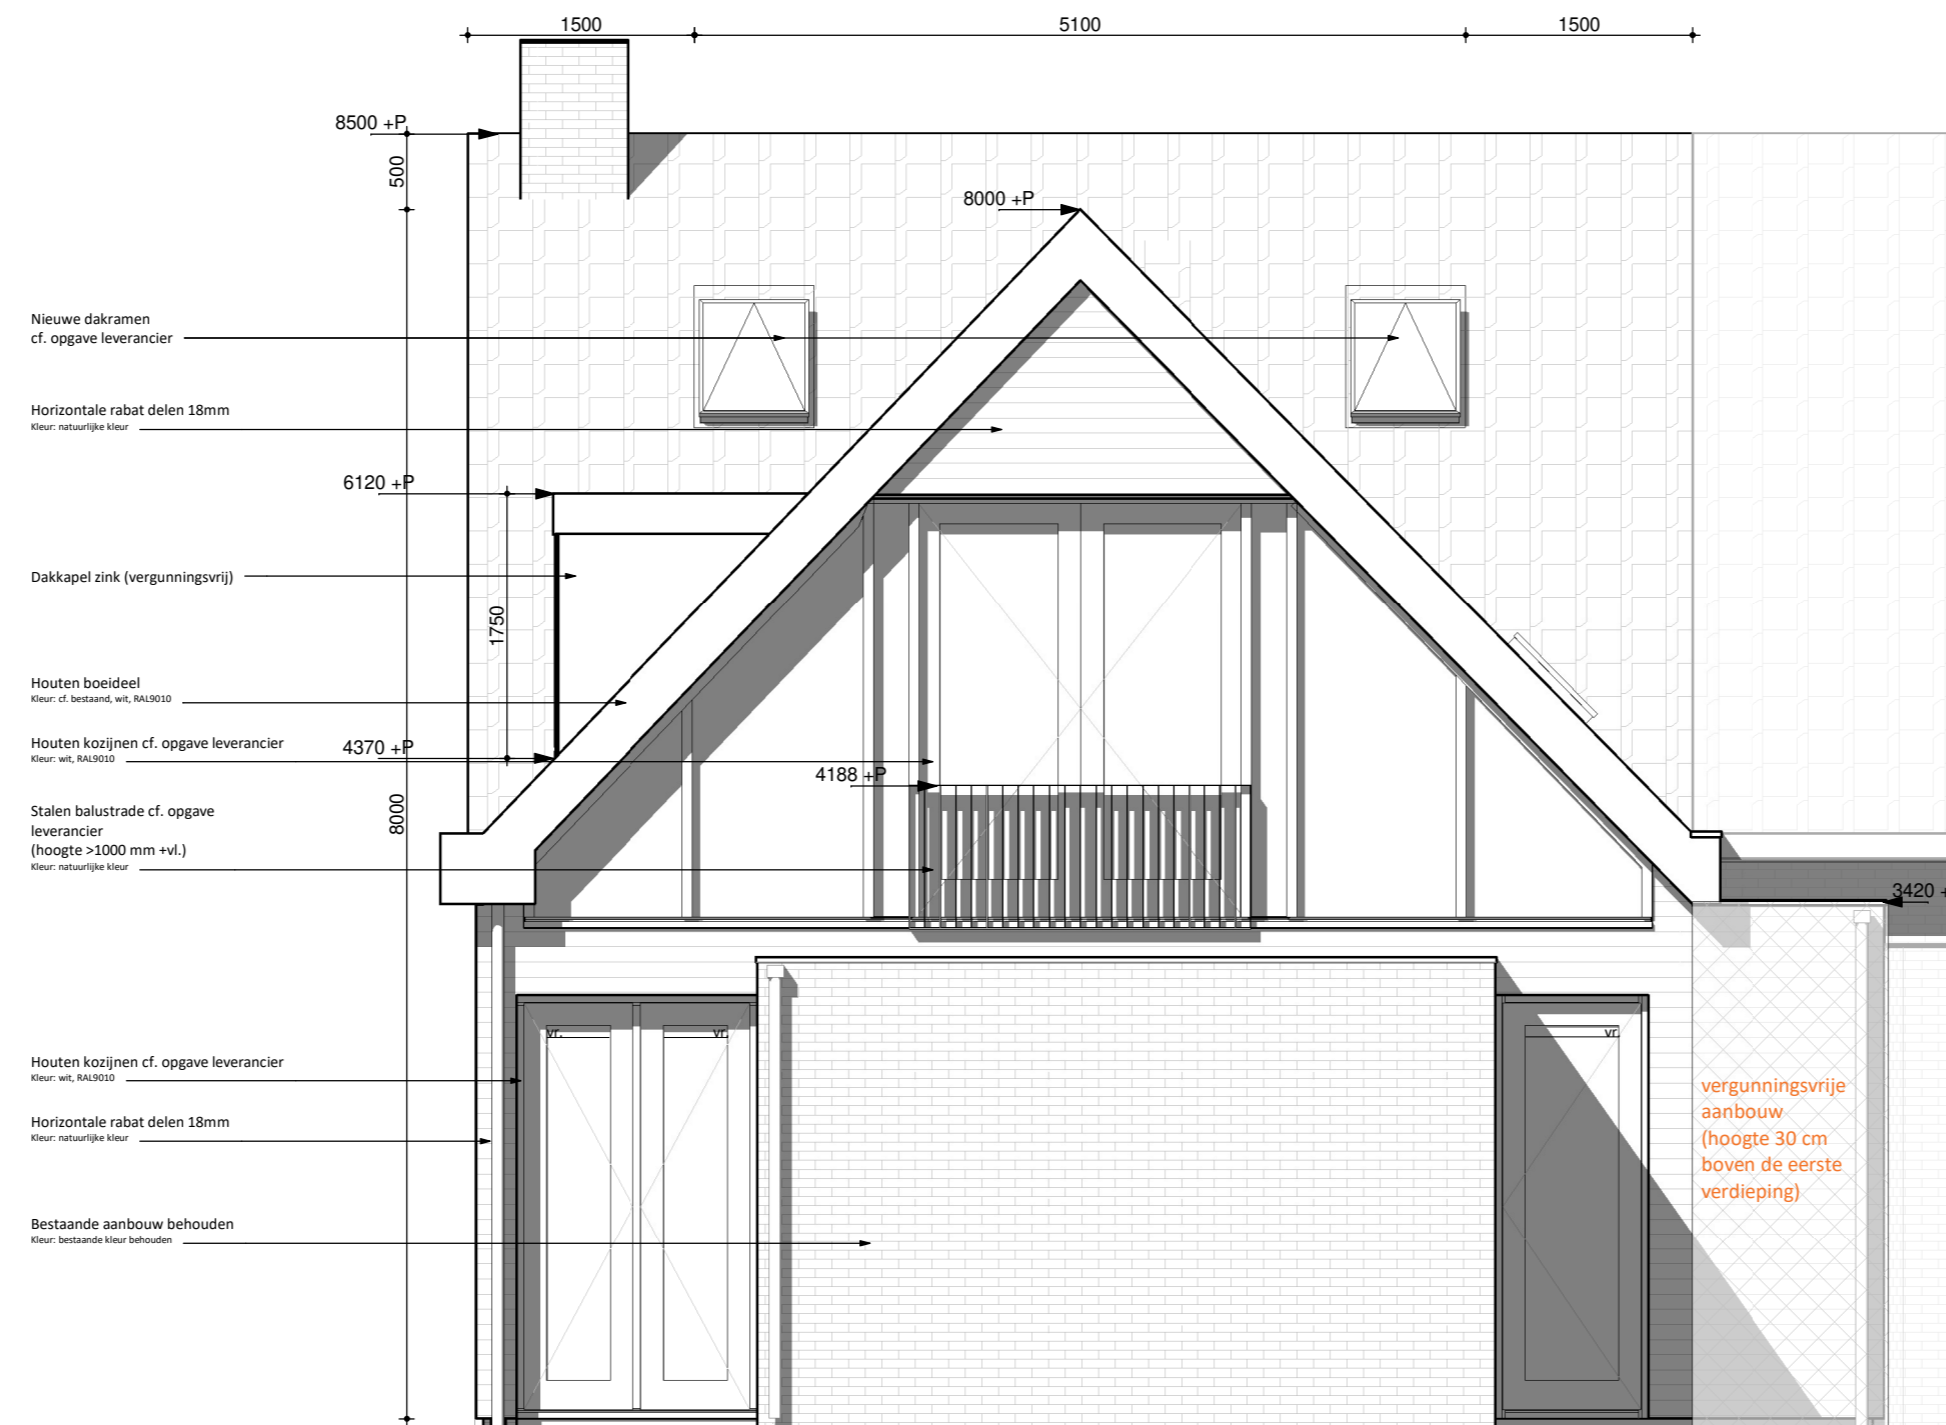 1500
5100
1500
8500 +P
500
8000 +P
Nieuwe dakramen
cf. opgave leverancier
Horizontale rabat delen 18mm
Kleur: natuurlijke kleur
6120 +P
Dakkapel zink (vergunningsvrij)
1750
Houten boeideel
Kleur: cf. bestaand, wit, RAL9010
Houten kozijnen cf. opgave leverancier
Kleur: wit, RAL9010
4370 +P
4188 +P
Stalen balustrade cf. opgave
leverancier
(hoogte >1000 mm +vl.)
Kleur: natuurlijke kleur
8000
3420 +
vr.
vr.
vr.
Houten kozijnen cf. opgave leverancier
Kleur: wit, RAL9010
Horizontale rabat delen 18mm
Kleur: natuurlijke kleur
vergunningsvrije
aanbouw
(hoogte 30 cm
boven de eerste
verdieping)
Bestaande aanbouw behouden
Kleur: bestaande kleur behouden